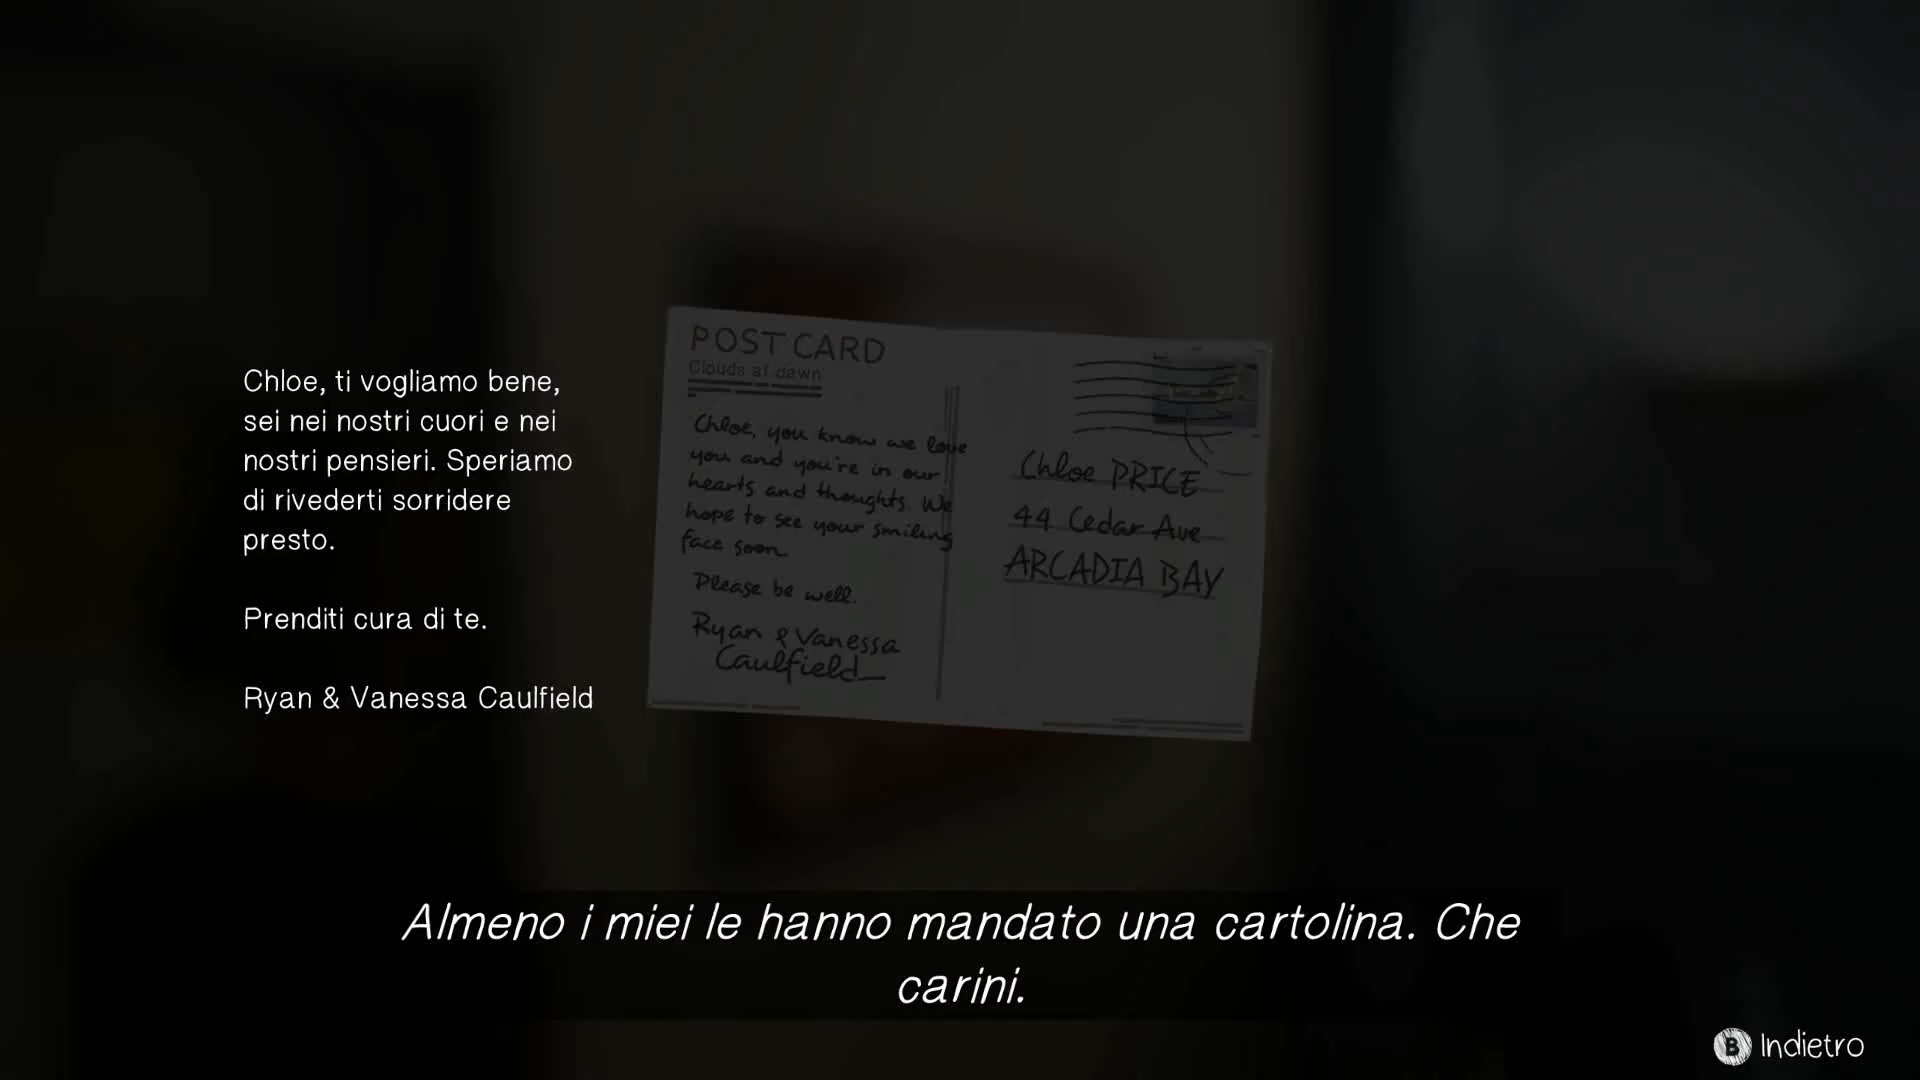 Chloe, ti vogliamo bene,
sei nei nostri cuori e nei
nostri pensieri. Speriamo
di rivederti sorridere
presto.
Prenditi cura di te.
Ryan & Vanessa Caulfield
POST CARD
Clouds at dawn
Chloe, you know we love
you and you're in our
hearts and thoughts. We
hope to see your smiling
face soon.
Please be well.
Ryan & Vanessa
Caulfield
Chloe PRICE
44 Cedar Ave
ARCADIA BAY
Almeno i miei le hanno mandato una cartolina. Che
carini.
B Indietro